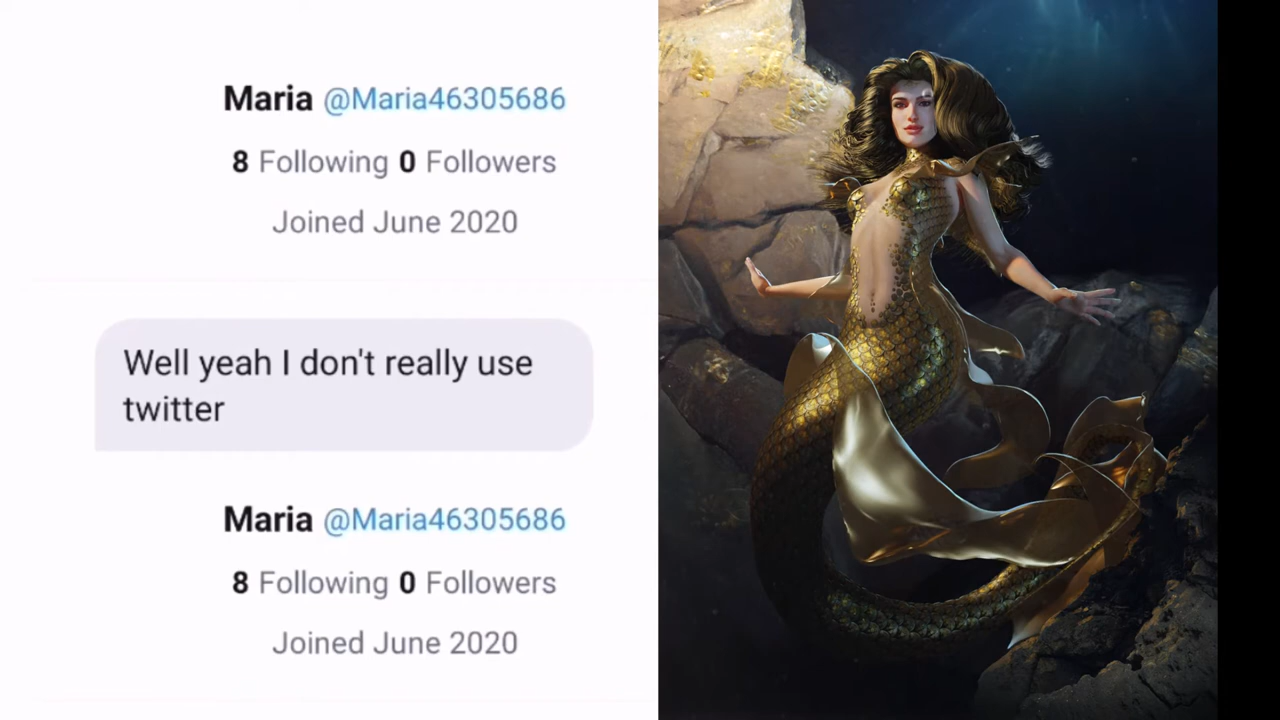 Maria @Maria46305686
8 Following 0 Followers
Joined June 2020
Well yeah I don't really use
twitter
Maria @Maria46305686
8 Following 0 Followers
Joined June 2020